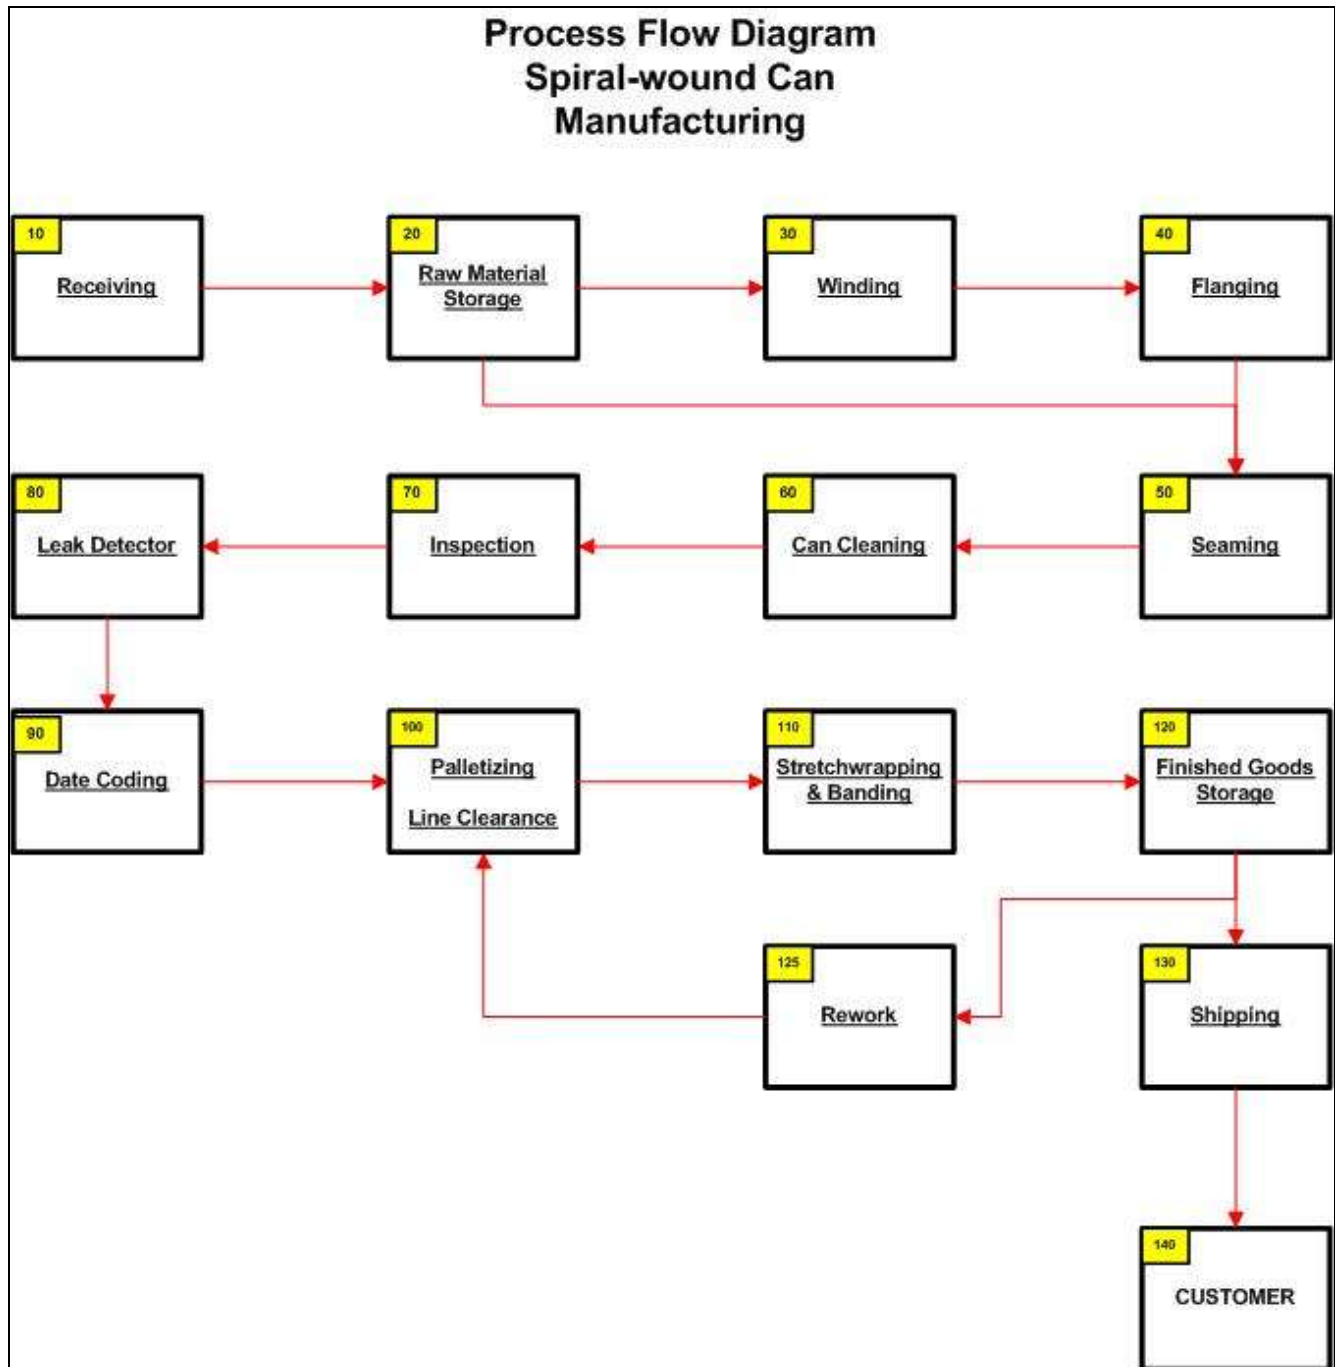 Process Flow Diagram
Spiral-wound Can
Manufacturing
10
Receiving
20
Raw Material
Storage
30
Winding
40
Flanging
80
Leak Detector
70
Inspection
60
Can Cleaning
50
Seaming
90
Date Coding
100
Palletizing
Line Clearance
110
Stretchwrapping
& Banding
120
Finished Goods
Storage
125
Rework
130
Shipping
140
CUSTOMER